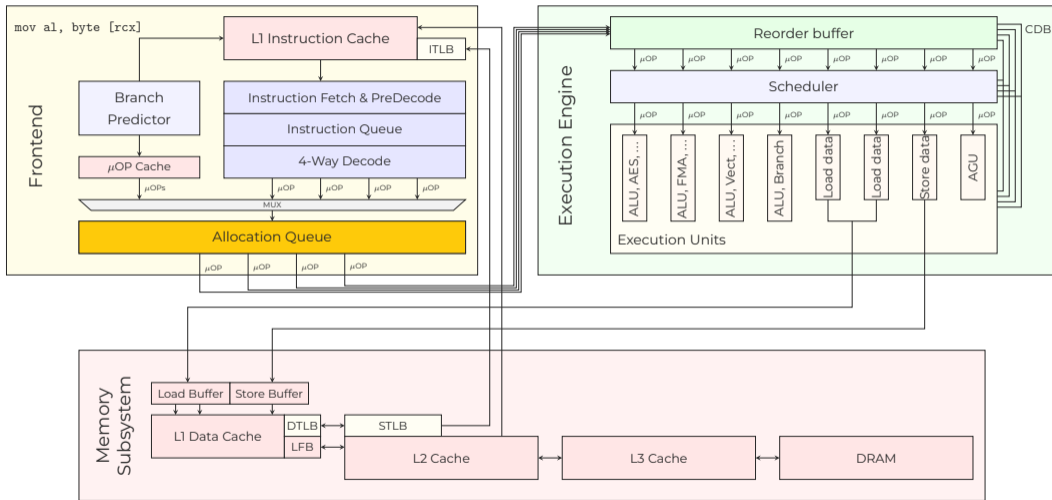 mov al, byte [rcx]
Frontend
L1 Instruction Cache
ITLB
Branch
Predictor
Instruction Fetch & PreDecode
Instruction Queue
4-Way Decode
μOP Cache
μOPs
μOP
μOP
μOP
μOP
MUX
Allocation Queue
μOP
μOP
μOP
μOP
Execution Engine
Reorder buffer
CDB
μOP
μOP
μOP
μOP
μOP
μOP
μOP
μOP
Scheduler
μOP
μOP
μOP
μOP
μOP
μOP
μOP
μOP
ALU, AES, ...
ALU, FMA, ...
ALU, Vect, ...
ALU, Branch
Load data
Load data
Store data
AGU
Execution Units
Memory
Subsystem
Load Buffer
Store Buffer
L1 Data Cache
DTLB
LFB
STLB
L2 Cache
L3 Cache
DRAM